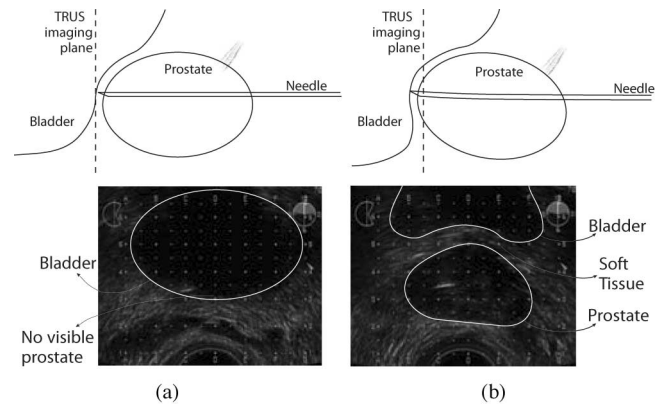 TRUS
imaging
plane
Prostate
Needle
Bladder
TRUS
imaging
plane
Prostate
Needle
Bladder
Bladder
No visible
prostate
Bladder
Soft
Tissue
Prostate
(a)
(b)